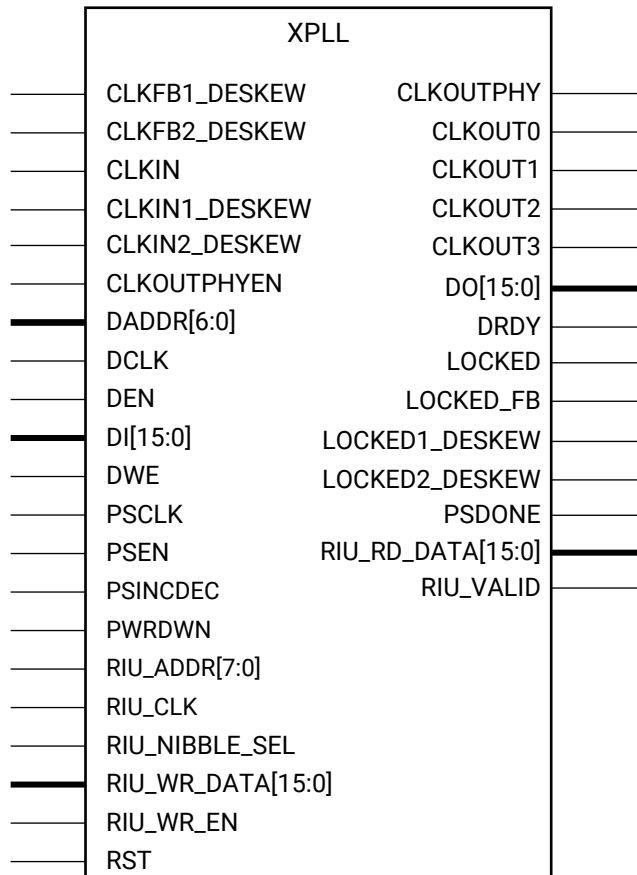 XPLL
CLKFB1_DESKEW
CLKFB2_DESKEW
CLKIN
CLKIN1_DESKEW
CLKIN2_DESKEW
CLKOUTPHYEN
DADDR[6:0]
DCLK
DEN
DI[15:0]
DWE
PSCLK
PSEN
PSINCDEC
PWRDWN
RIU_ADDR[7:0]
RIU_CLK
RIU_NIBBLE_SEL
RIU_WR_DATA[15:0]
RIU_WR_EN
RST
CLKOUTPHY
CLKOUT0
CLKOUT1
CLKOUT2
CLKOUT3
DO[15:0]
DRDY
LOCKED
LOCKED_FB
LOCKED1_DESKEW
LOCKED2_DESKEW
PSDONE
RIU_RD_DATA[15:0]
RIU_VALID